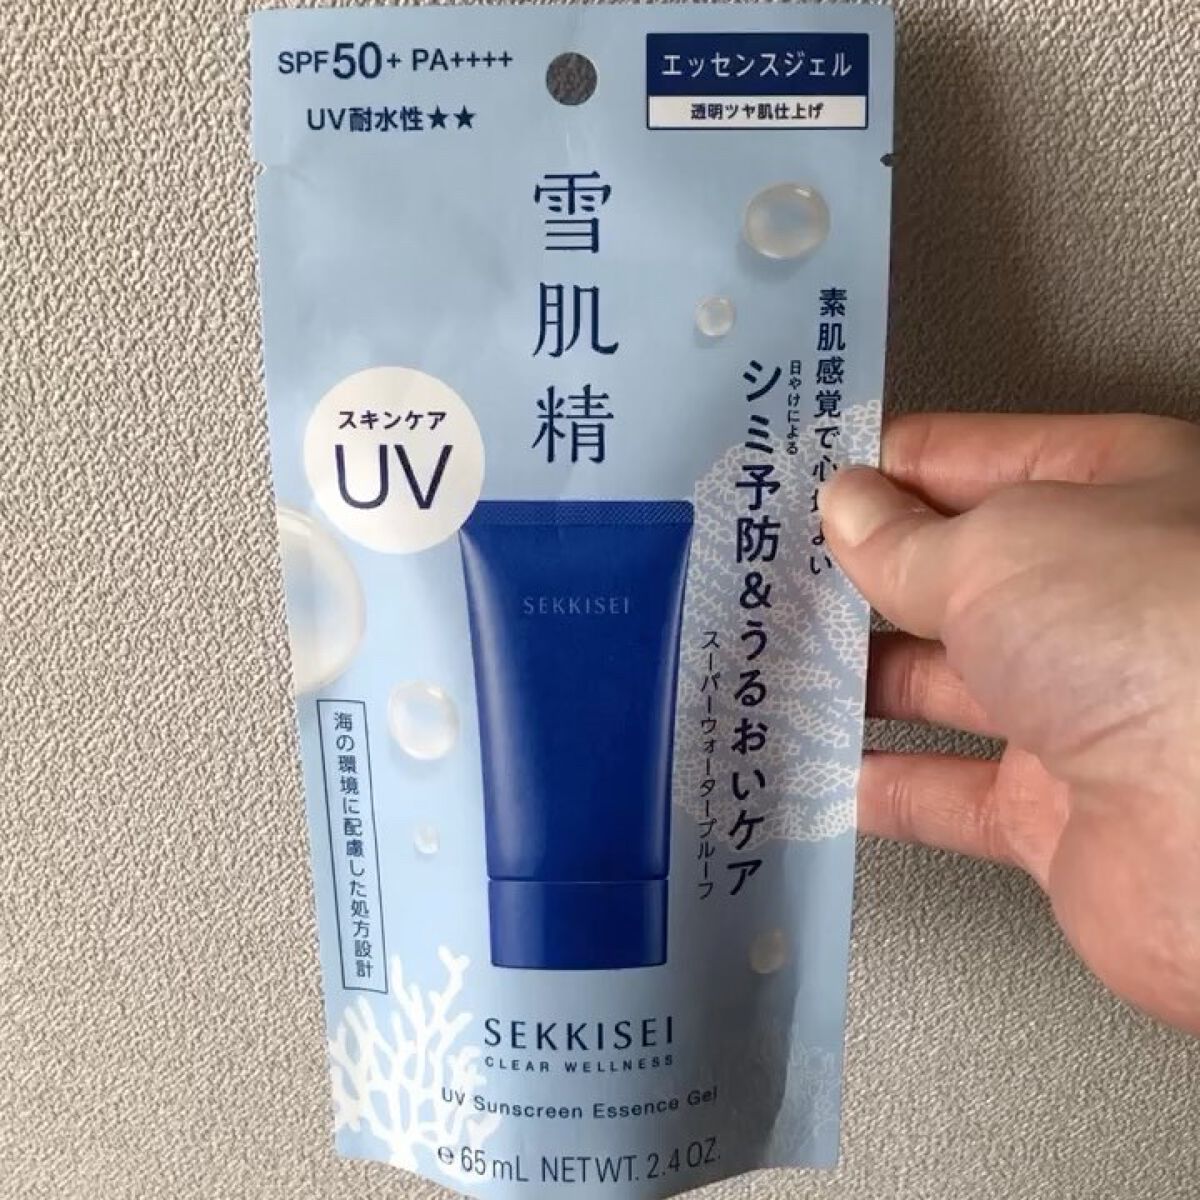 SPF50+ PA++++
UV耐水性★★
エッセンスジェル
透明ツヤ肌仕上げ
雪肌精
スキンケア
UV
素肌感覚で心 よい
日やけによる
シミ予防&うるおいケア
スーパーウォータープルーフ
SEKKISEI
海の環境に配慮した処方設計
SEKKISEI
CLEAR WELLNESS
UV Sunscreen Essence Gel
℮65mL NETWT. 2.4 OZ.